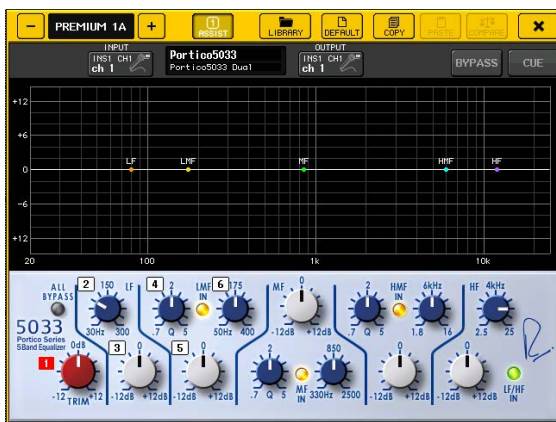 − PREMIUM 1A + 1 ASSIST LIBRARY DEFAULT COPY PASTE COMPARE ×
INPUT OUTPUT
INS1 CH1 ch 1 Portico5033 Portico5033 Dual INS1 CH1 ch 1 BYPASS CUE
+12
+6
LF LMF MF HMF HF
0
−6
+12
20 100 1k 10k
ALL BYPASS 2 150 LF 4 2 LMF IN 6 175 MF 0 2 HMF IN 6kHz HF 4kHz
30Hz 300 .7 Q 5 50Hz 400 -12dB +12dB .7 Q 5 1.8 16 2.5 25
5033
Portico Series
5 Band Equalizer
1 0dB 3 0 5 0 2 MF IN 850 0 0 LF/HF IN
-12 TRIM +12 -12dB +12dB -12dB +12dB .7 Q 5 330Hz 2500 -12dB +12dB -12dB +12dB